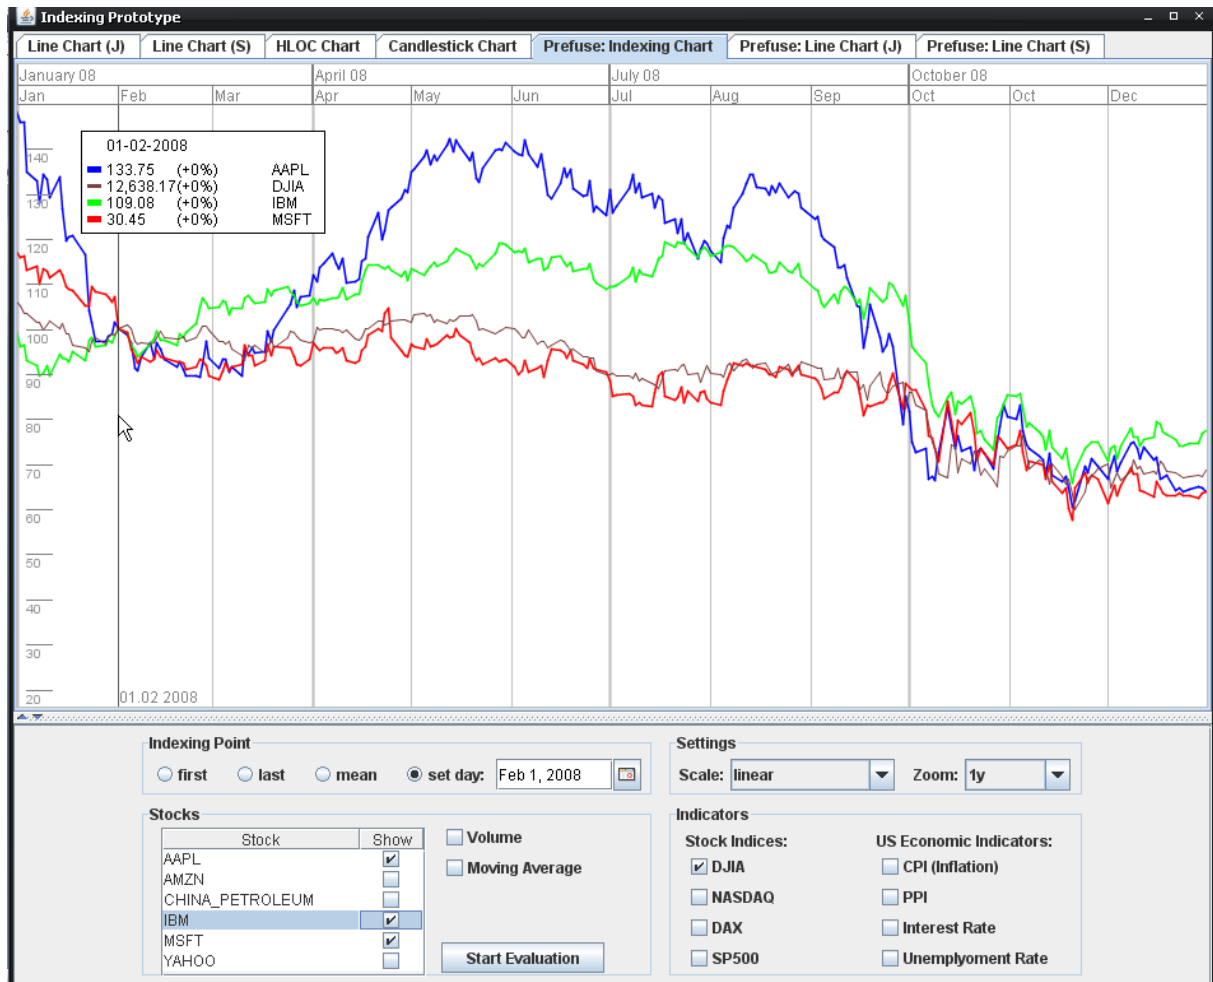 Indexing Prototype
Line Chart (J) Line Chart (S) HLOC Chart Candlestick Chart Prefuse: Indexing Chart Prefuse: Line Chart (J) Prefuse: Line Chart (S)
January 08 April 08 July 08 October 08
Jan Feb Mar Apr May Jun Jul Aug Sep Oct Oct Dec
01-02-2008
133.75 (+0%) AAPL
12,638.17(+0%) DJIA
109.08 (+0%) IBM
30.45 (+0%) MSFT
140
130
120
110
100
90
80
70
60
50
40
30
20
01.02 2008
Indexing Point
first last mean set day: Feb 1, 2008
Settings
Scale: linear Zoom: 1y
Stocks
Stock Show
AAPL
AMZN
CHINA_PETROLEUM
IBM
MSFT
YAHOO
Volume
Moving Average
Start Evaluation
Indicators
Stock Indices: US Economic Indicators:
DJIA CPI (Inflation)
NASDAQ PPI
DAX Interest Rate
SP500 Unemplyoment Rate